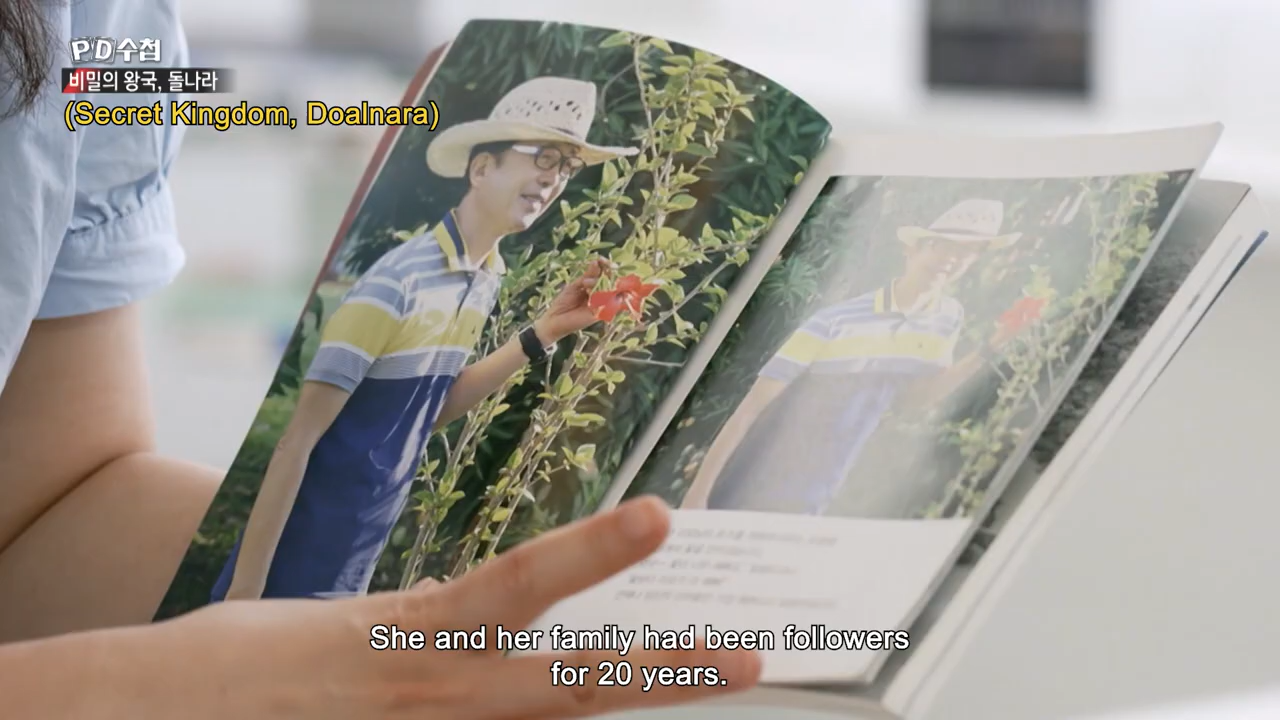 PD수첩
비밀의 왕국, 돌나라
(Secret Kingdom, Doalnara)
She and her family had been followers
for 20 years.